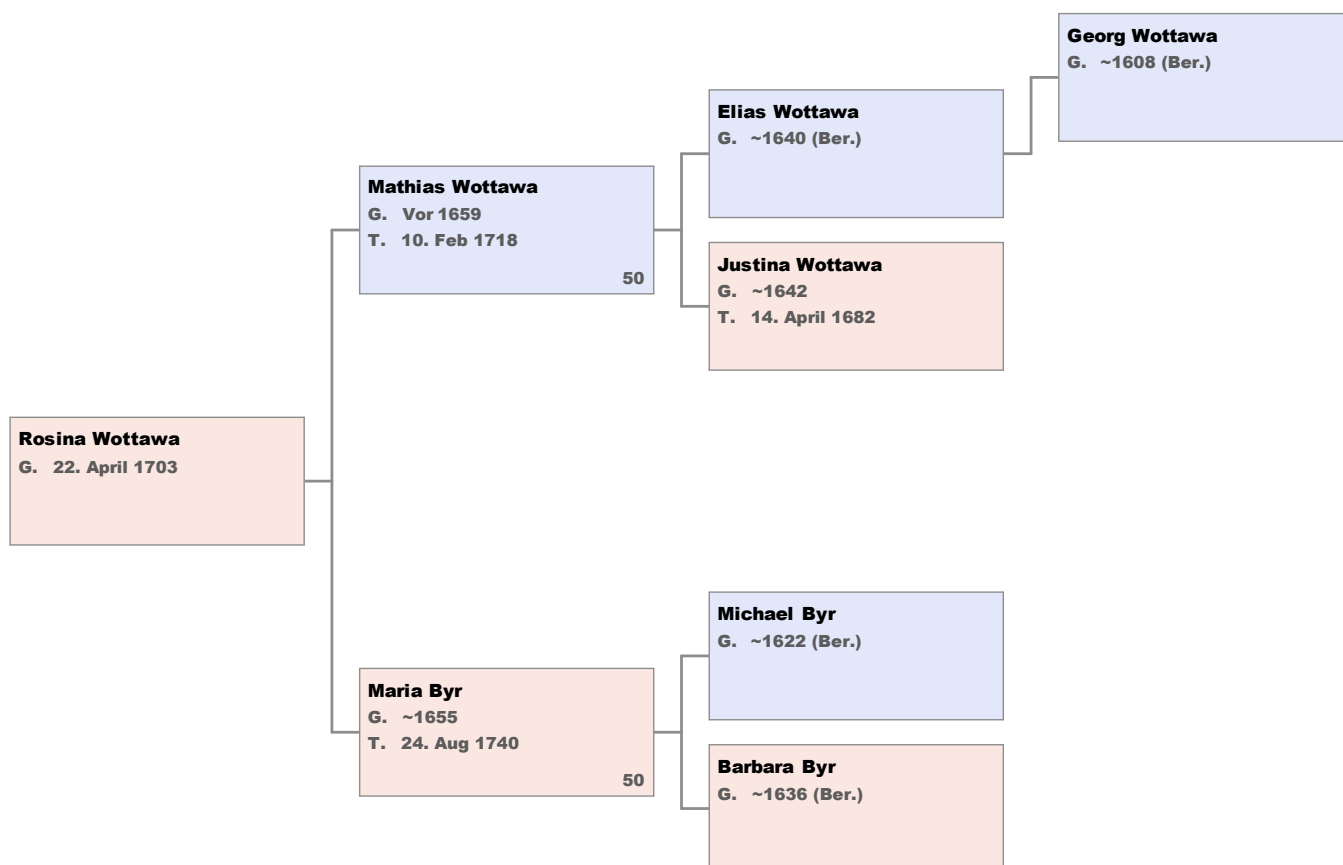 Georg Wottawa
G. ~1608 (Ber.)
Elias Wottawa
G. ~1640 (Ber.)
Mathias Wottawa
G. Vor 1659
T. 10. Feb 1718
50
Justina Wottawa
G. ~1642
T. 14. April 1682
Rosina Wottawa
G. 22. April 1703
Michael Byr
G. ~1622 (Ber.)
Maria Byr
G. ~1655
T. 24. Aug 1740
50
Barbara Byr
G. ~1636 (Ber.)